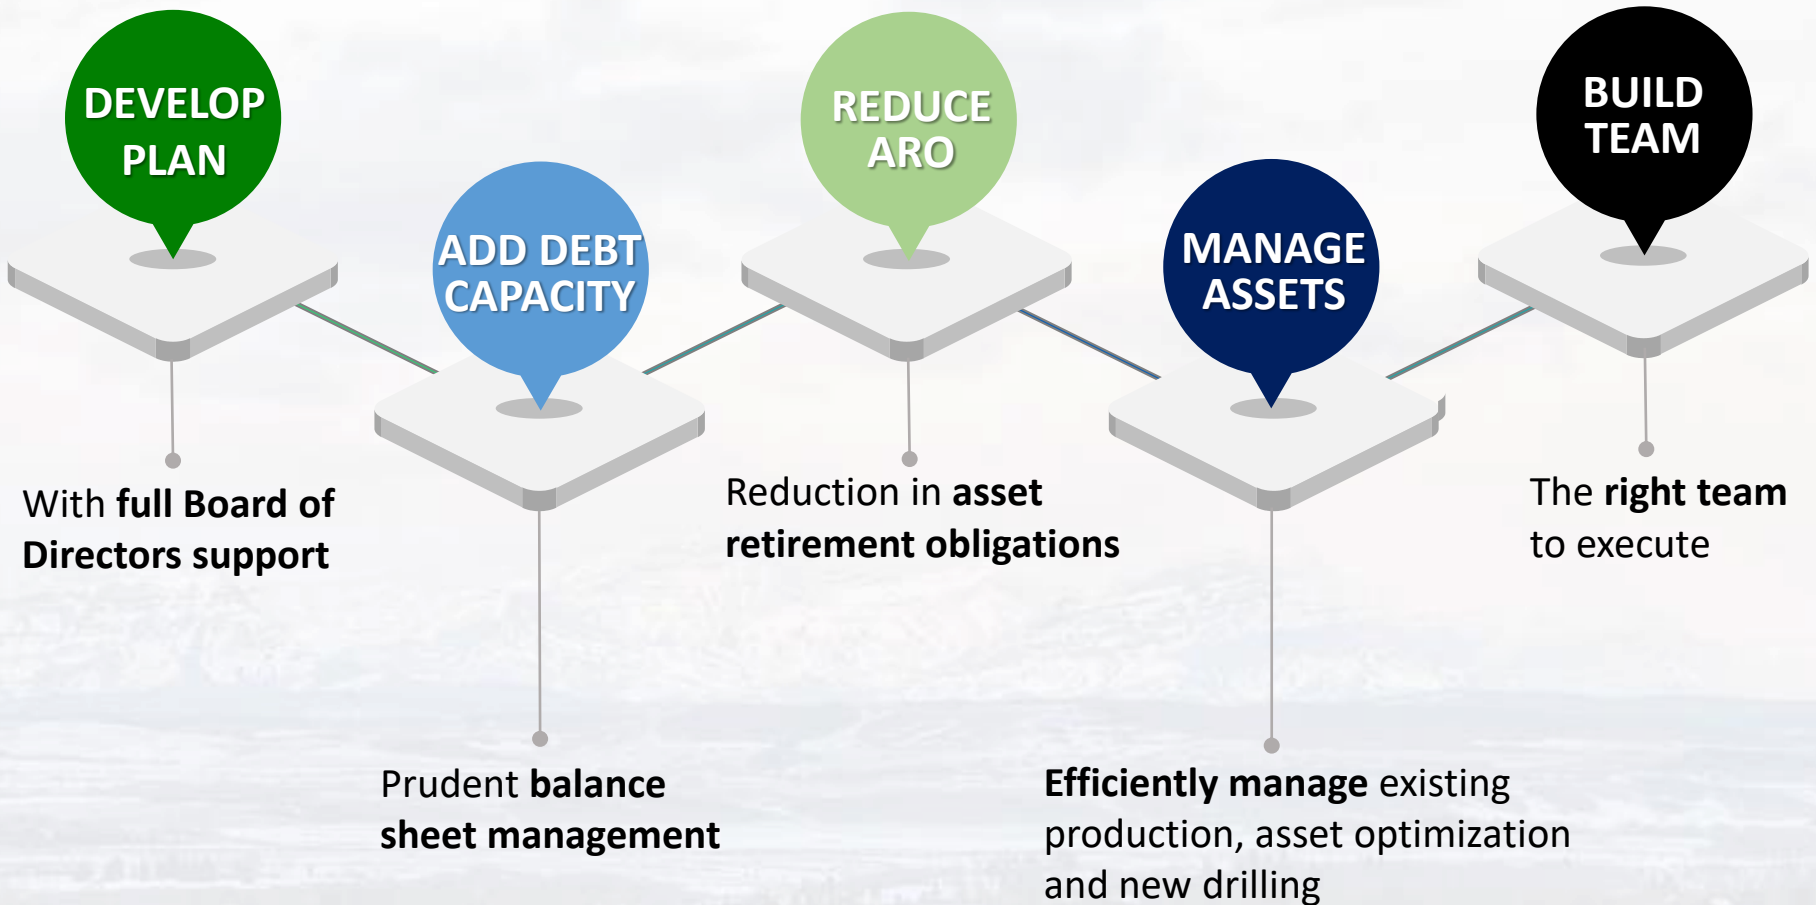 DEVELOP
PLAN
With full Board of
Directors support
ADD DEBT
CAPACITY
Prudent balance
sheet management
REDUCE
ARO
Reduction in asset
retirement obligations
MANAGE
ASSETS
Efficiently manage existing
production, asset optimization
and new drilling
BUILD
TEAM
The right team
to execute